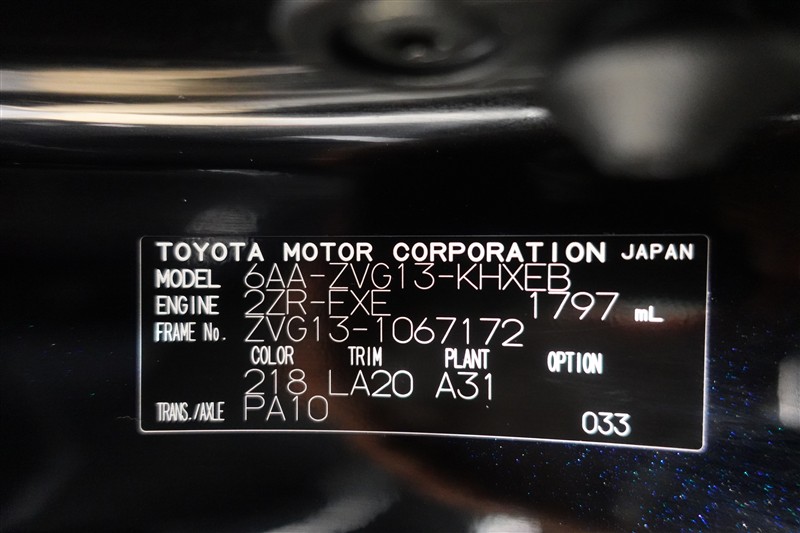 TOYOTA MOTOR CORPORATION JAPAN
MODEL 6AA-ZVG13-KHXEB
ENGINE 2ZR-FXE 1797 mL
FRAME No. ZVG13-1067172
COLOR TRIM PLANT OPTION
218 LA20 A31
TRANS./AXLE PA10 033